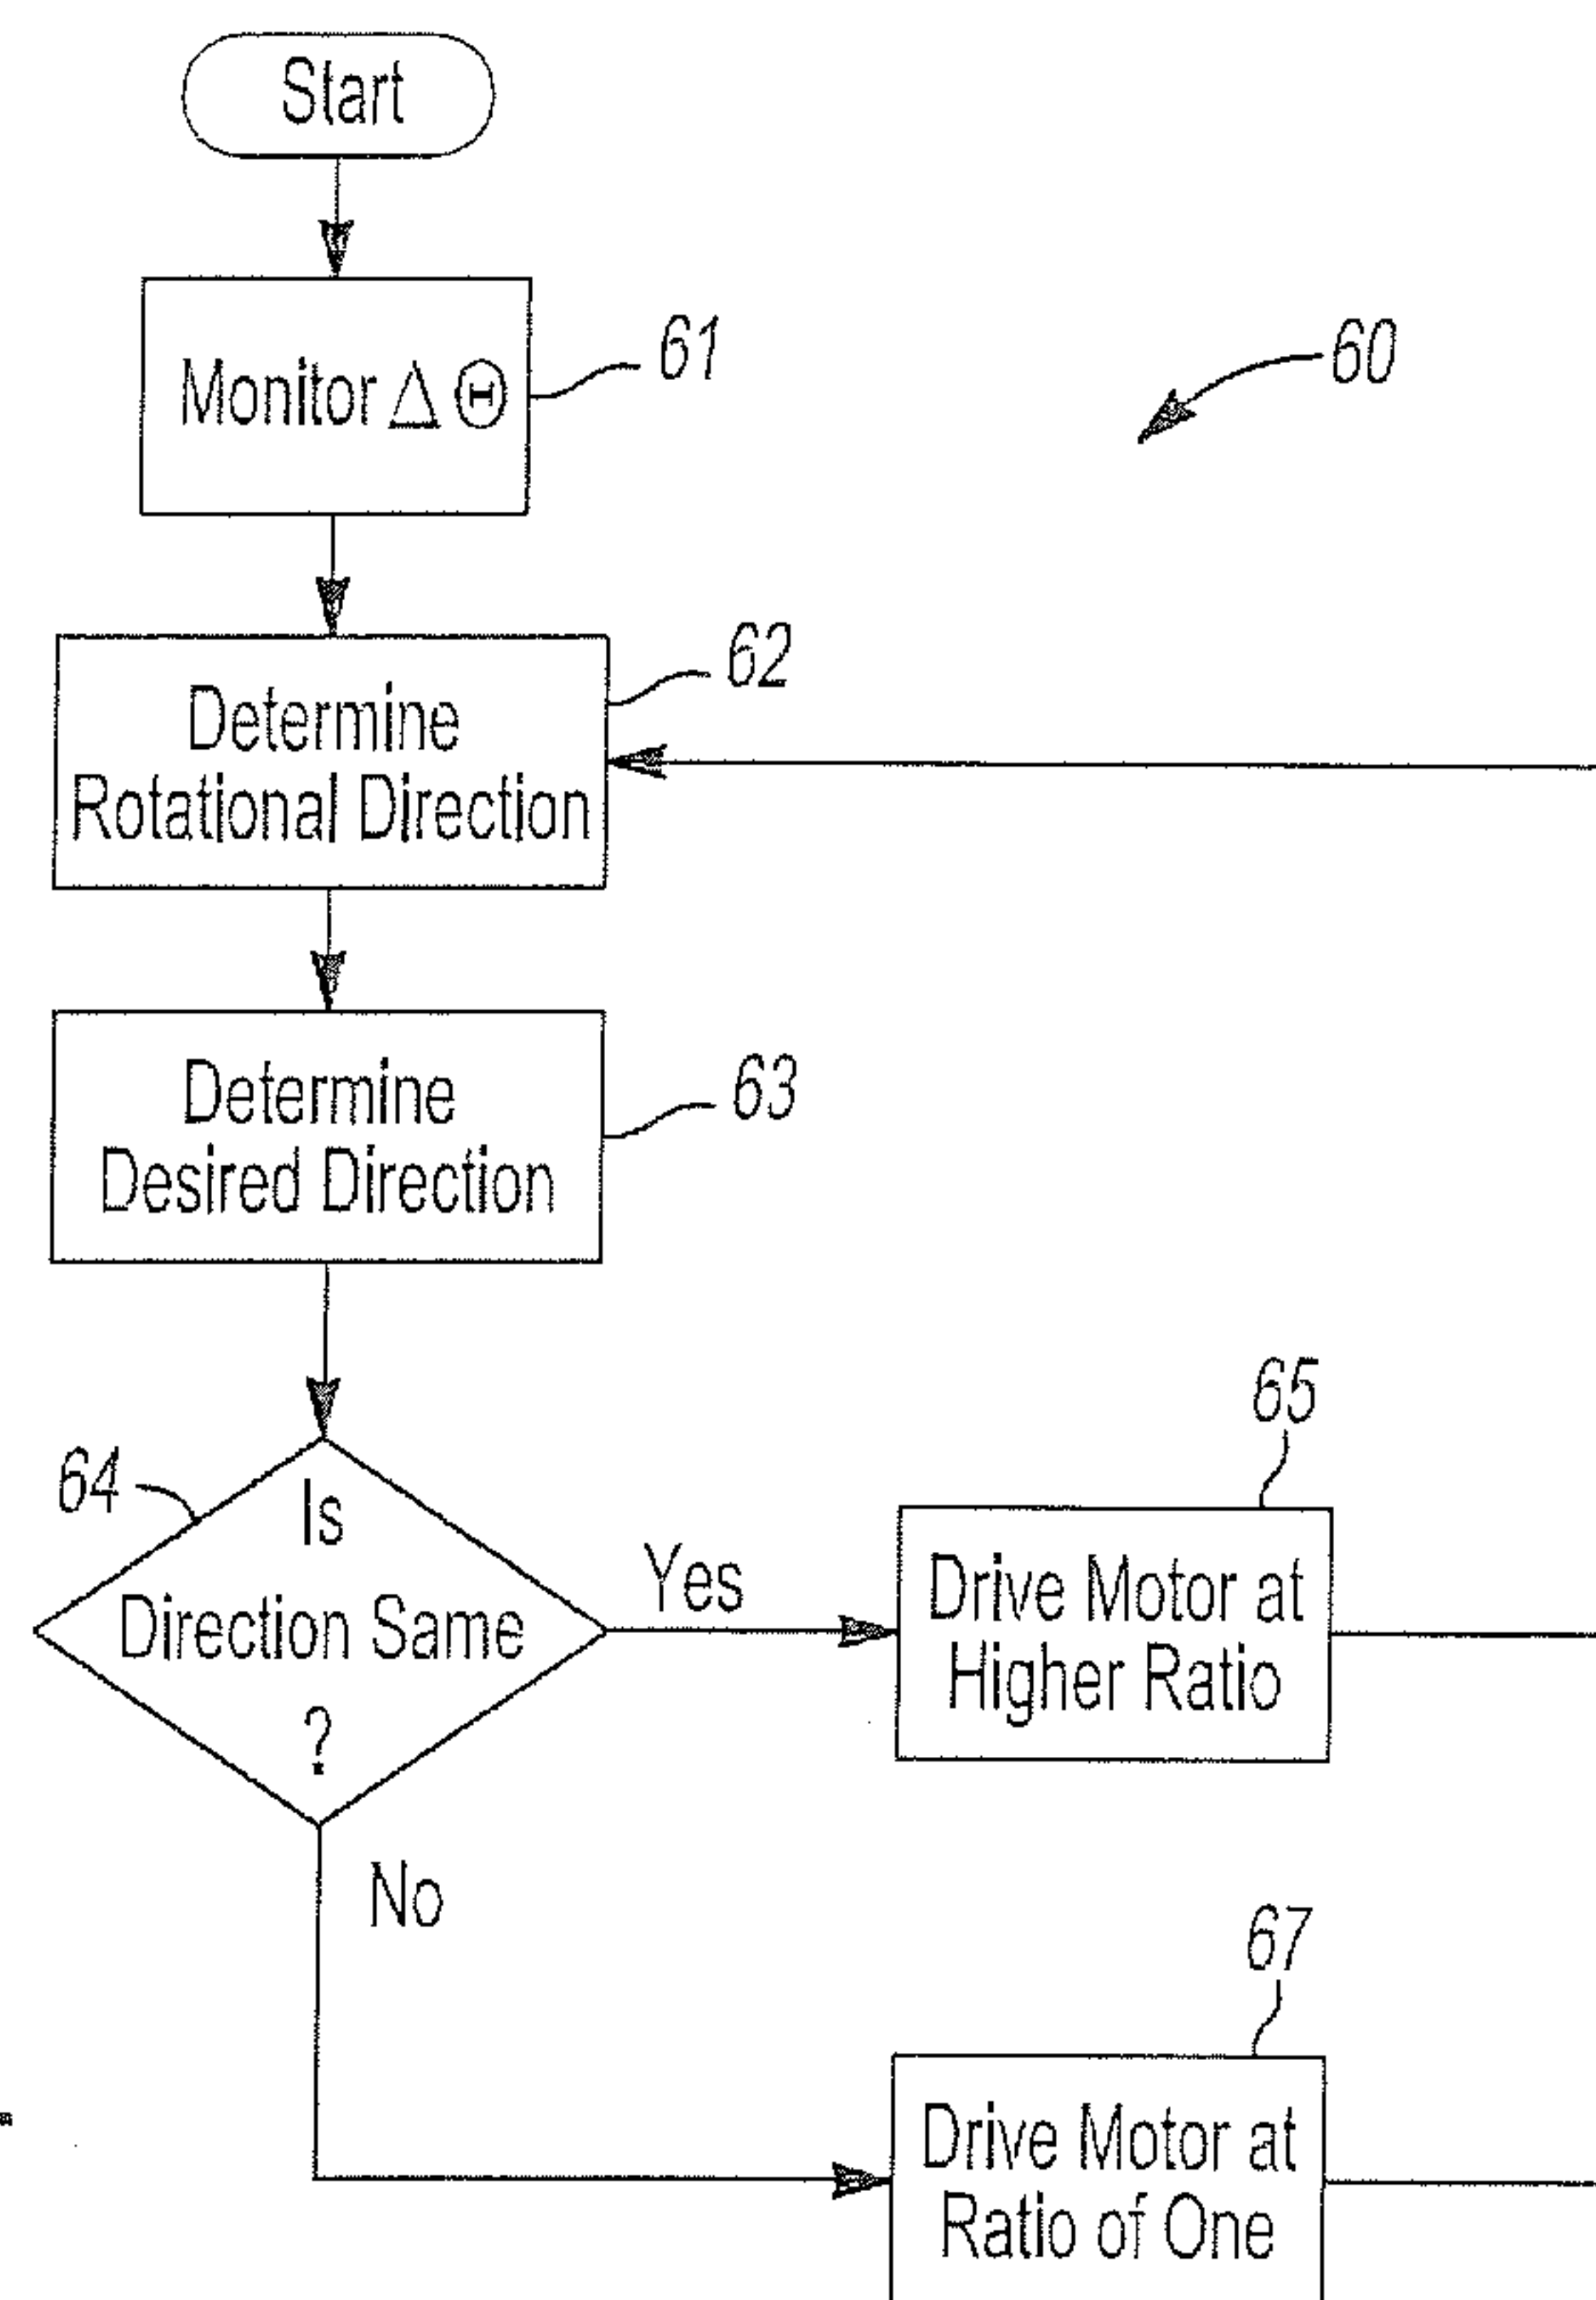 Start
Monitor ΔΘ
61
60
Determine
Rotational Direction
62
Determine
Desired Direction
63
64
Is
Direction Same
?
Yes
No
65
Drive Motor at
Higher Ratio
67
Drive Motor at
Ratio of One